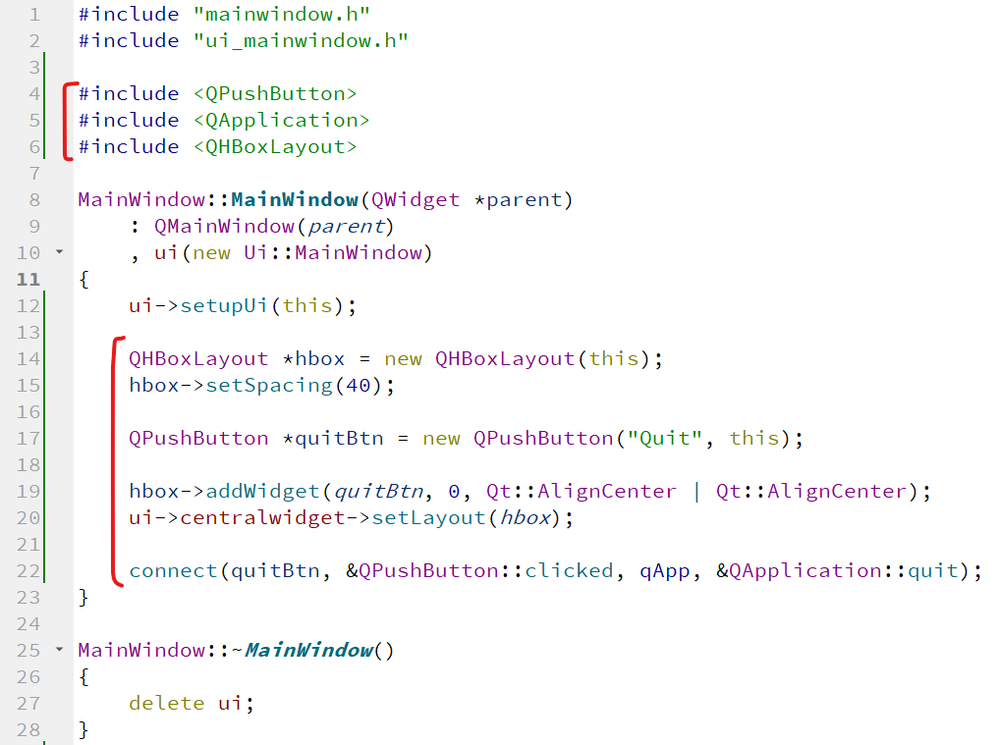 1 #include "mainwindow.h"
2 #include "ui_mainwindow.h"
3
4 #include <QPushButton>
5 #include <QApplication>
6 #include <QHBoxLayout>
7
8 MainWindow::MainWindow(QWidget *parent)
9     : QMainWindow(parent)
10     , ui(new Ui::MainWindow)
11 {
12     ui->setupUi(this);
13
14     QHBoxLayout *hbox = new QHBoxLayout(this);
15     hbox->setSpacing(40);
16
17     QPushButton *quitBtn = new QPushButton("Quit", this);
18
19     hbox->addWidget(quitBtn, 0, Qt::AlignCenter | Qt::AlignCenter);
20     ui->centralwidget->setLayout(hbox);
21
22     connect(quitBtn, &QPushButton::clicked, qApp, &QApplication::quit);
23 }
24
25 MainWindow::~MainWindow()
26 {
27     delete ui;
28 }